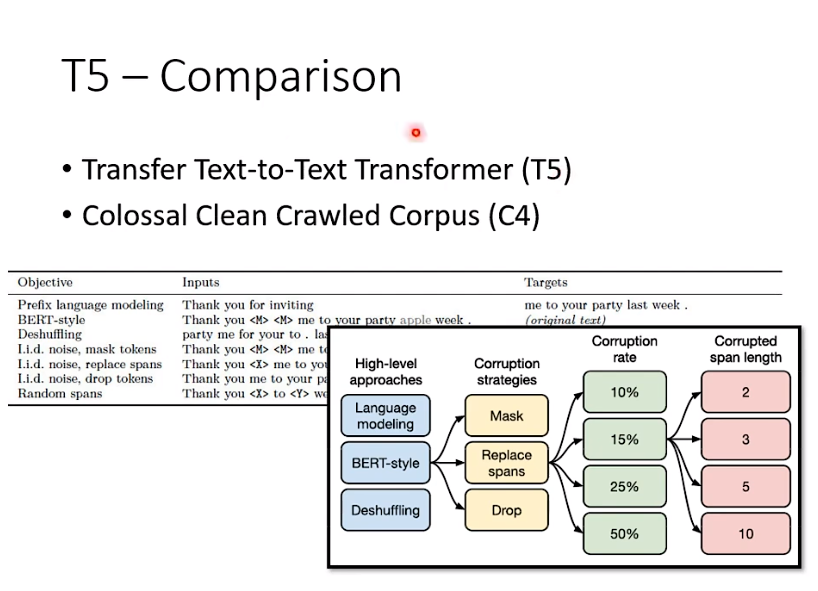 T5 – Comparison
• Transfer Text-to-Text Transformer (T5)
• Colossal Clean Crawled Corpus (C4)
Objective Inputs Targets
Prefix language modeling Thank you for inviting me to your party last week .
BERT-style Thank you <M> <M> me to your party apple week . (original text)
Deshuffling party me for your to . las
I.i.d. noise, mask tokens Thank you <M> <M> me to
I.i.d. noise, replace spans Thank you <X> me to you
I.i.d. noise, drop tokens Thank you me to your pa
Random spans Thank you <X> to <Y> we
High-level approaches
Language modeling
BERT-style
Deshuffling
Corruption strategies
Mask
Replace spans
Drop
Corruption rate
10%
15%
25%
50%
Corrupted span length
2
3
5
10